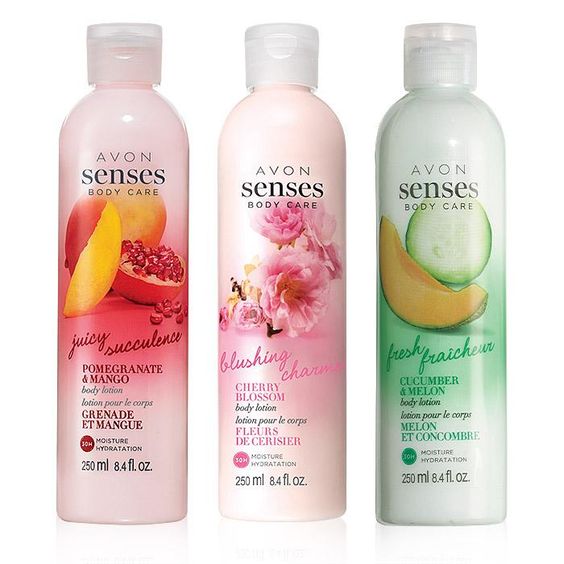 AVON
senses
BODY CARE
juicy
succulence
POMEGRANATE
& MANGO
body lotion
lotion pour le corps
GRENADE
ET MANGUE
30H MOISTURE
HYDRATATION
250 ml 8.4 fl. oz.
AVON
senses
BODY CARE
blushing
charme
CHERRY
BLOSSOM
body lotion
lotion pour le corps
FLEURS
DE CERISIER
30H MOISTURE
HYDRATATION
250 ml 8.4 fl. oz.
AVON
senses
BODY CARE
fresh fraîcheur
CUCUMBER
& MELON
body lotion
lotion pour le corps
MELON
ET CONCOMBRE
30H MOISTURE
HYDRATATION
250 ml 8.4 fl. oz.